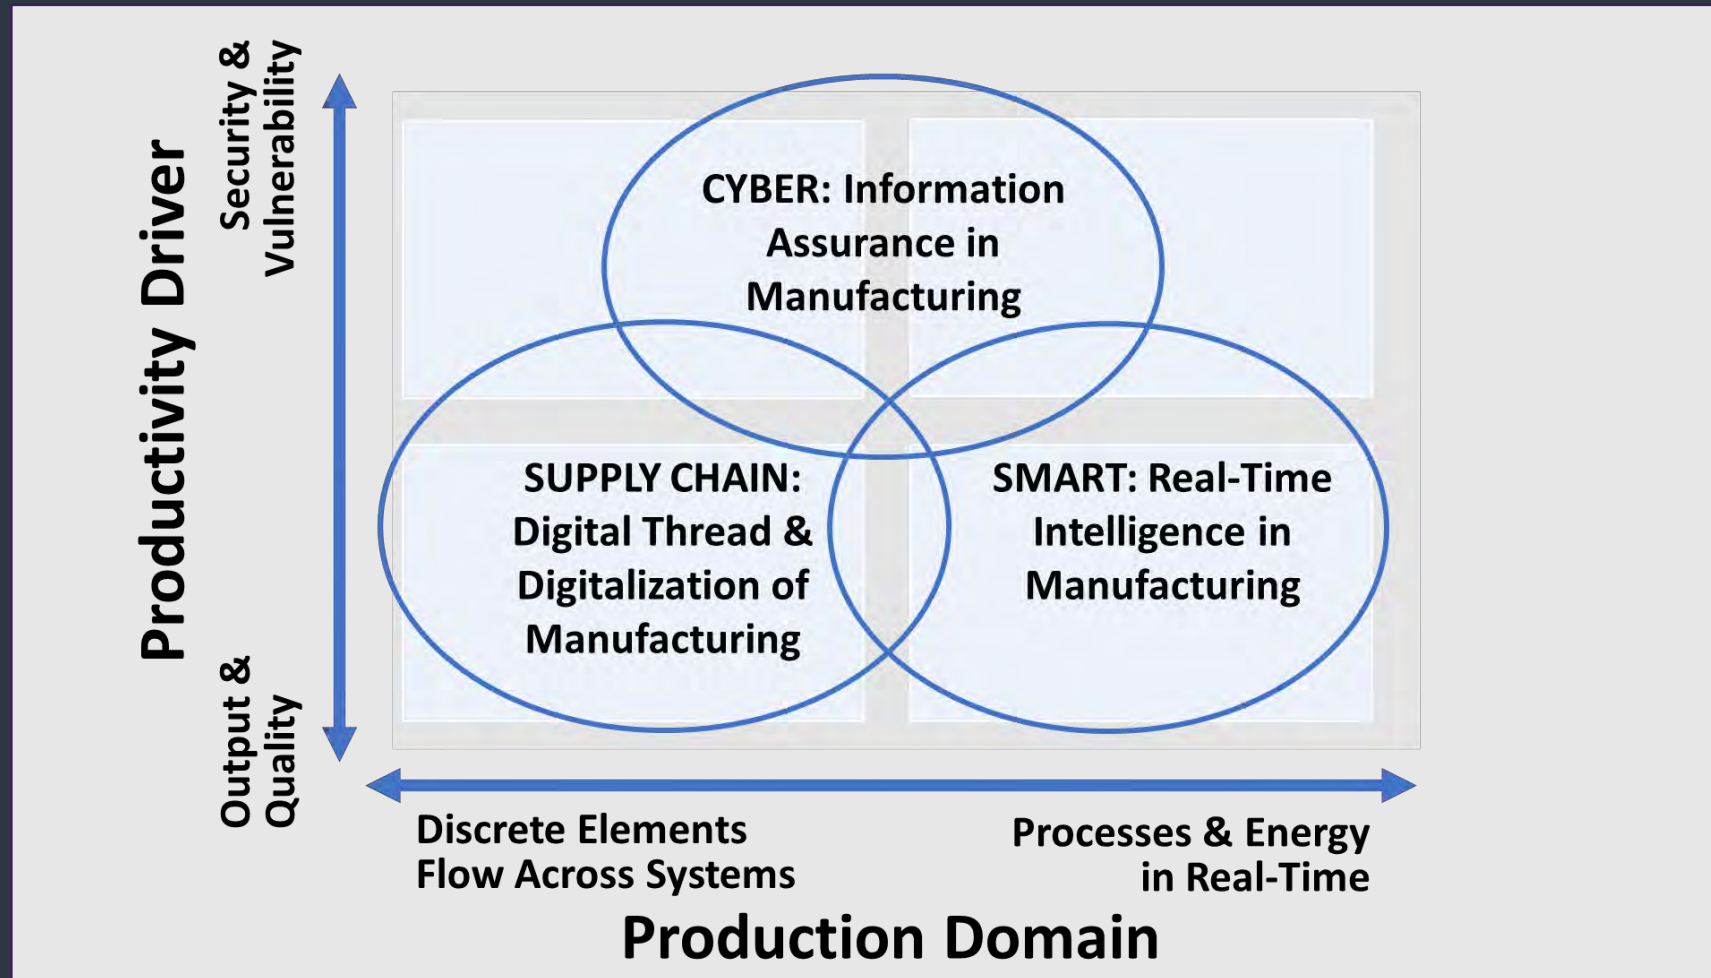 Productivity Driver
Security &
Vulnerability
Output &
Quality
CYBER: Information
Assurance in
Manufacturing
SUPPLY CHAIN:
Digital Thread &
Digitalization of
Manufacturing
SMART: Real-Time
Intelligence in
Manufacturing
Discrete Elements
Flow Across Systems
Processes & Energy
in Real-Time
Production Domain